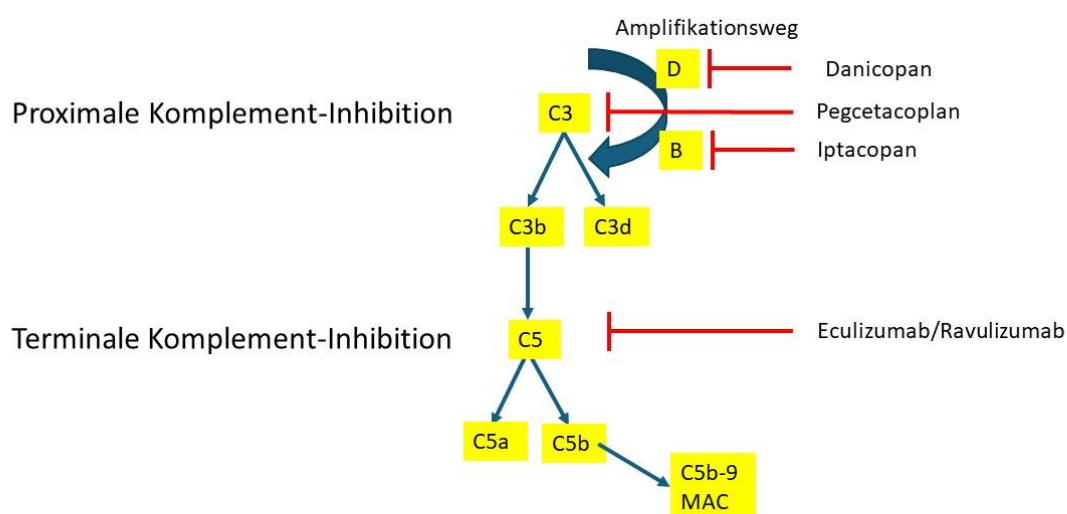 Amplifikationsweg
D
Danicopan
Proximale Komplement-Inhibition
C3
Pegcetacoplan
B
Iptacopan
C3b
C3d
Terminale Komplement-Inhibition
C5
Eculizumab/Ravulizumab
C5a
C5b
C5b-9
MAC